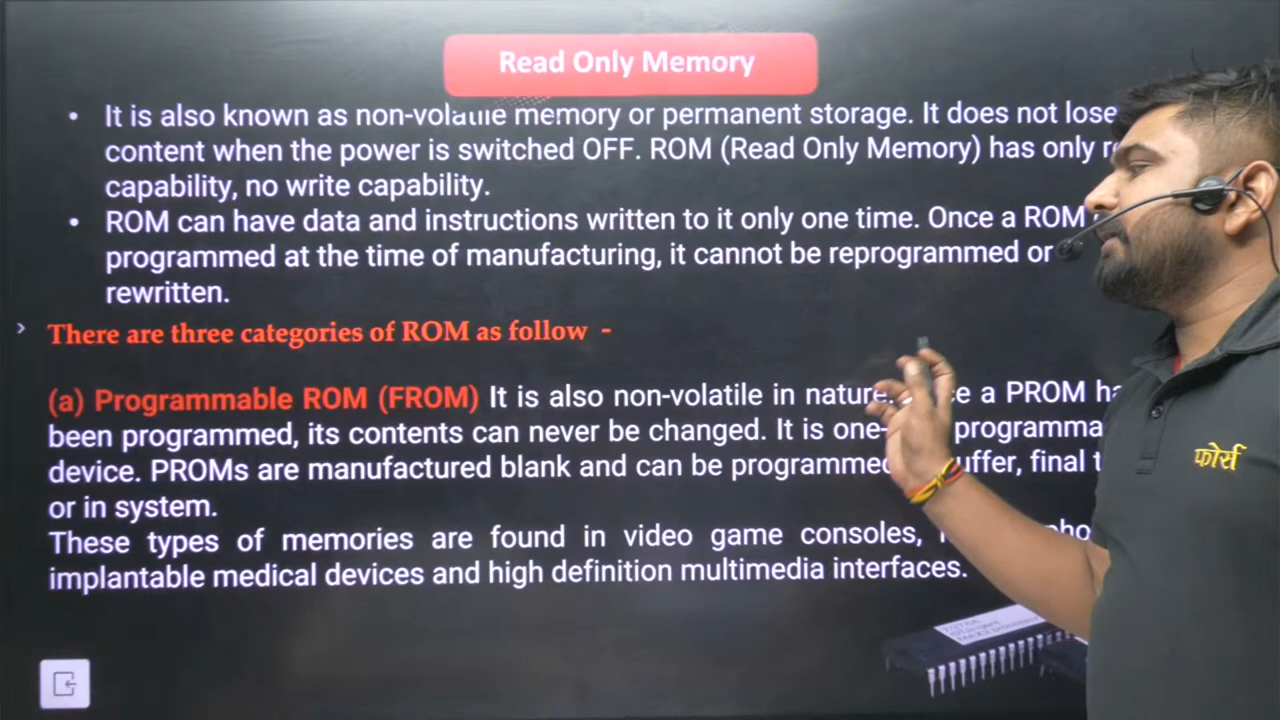 Read Only Memory
• It is also known as non-volatile memory or permanent storage. It does not lose
content when the power is switched OFF. ROM (Read Only Memory) has only
capability, no write capability.
• ROM can have data and instructions written to it only one time. Once a ROM
programmed at the time of manufacturing, it cannot be reprogrammed or
rewritten.
There are three categories of ROM as follow -
(a) Programmable ROM (FROM) It is also non-volatile in nature. a PROM
been programmed, its contents can never be changed. It is one-
device. PROMs are manufactured blank and can be programmed final
or in system.
These types of memories are found in video game consoles,
implantable medical devices and high definition multimedia interfaces.
फोर्स